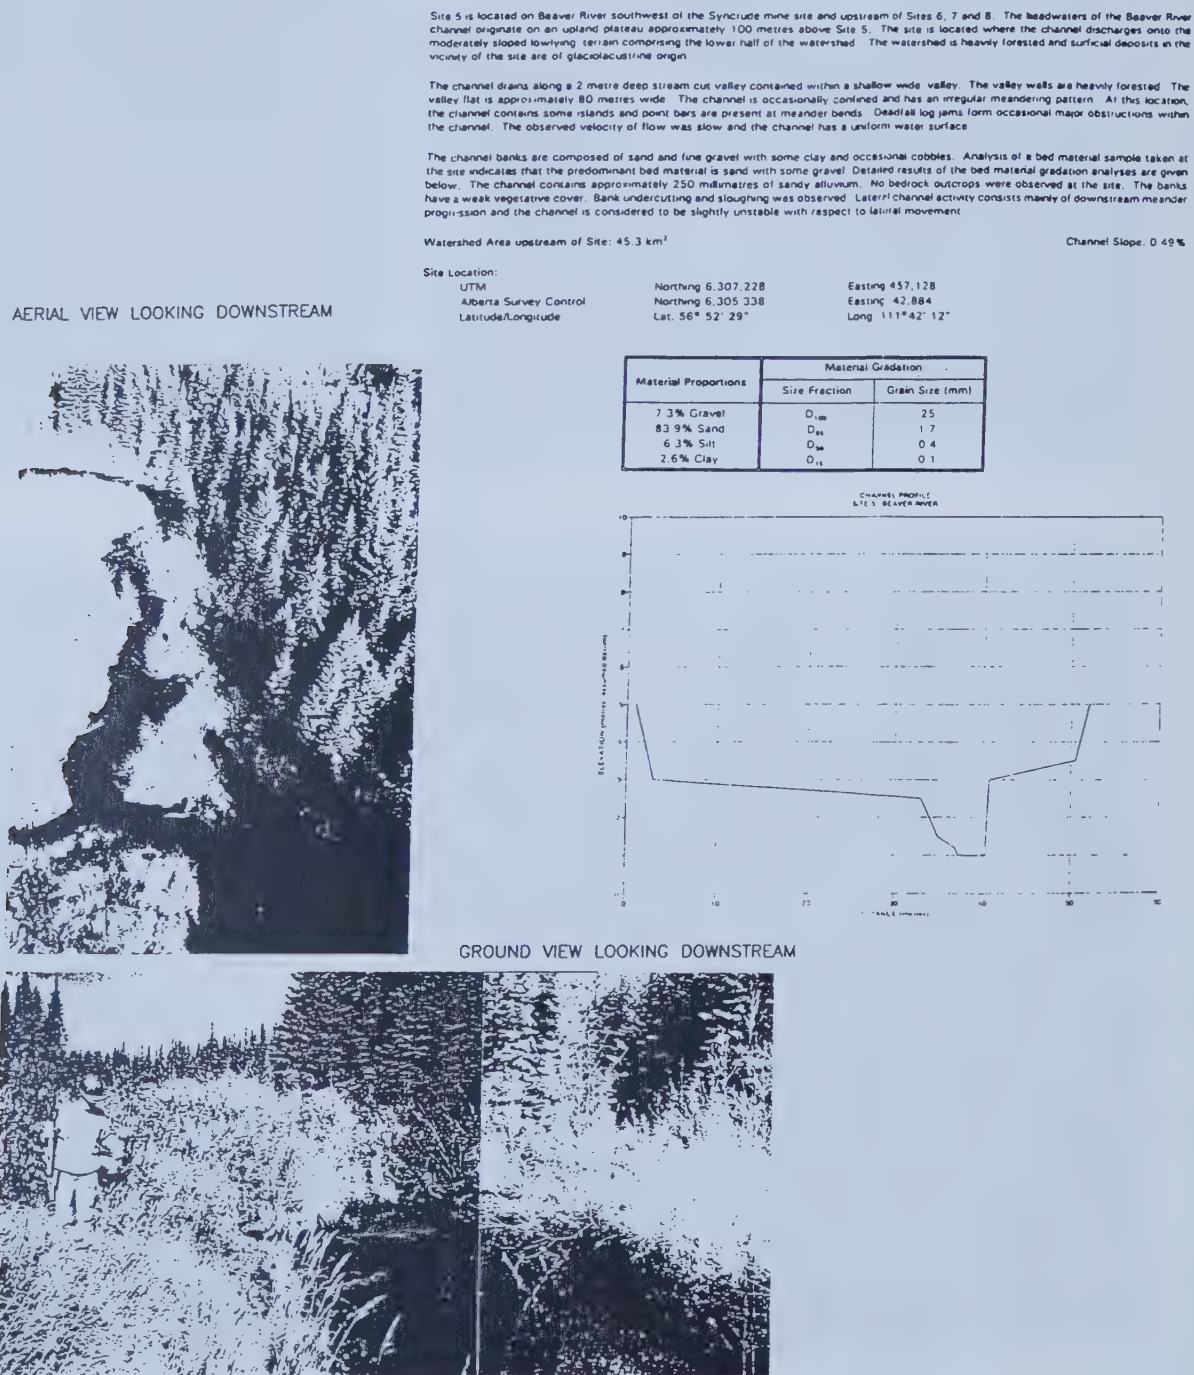 Site 5 is located on Beaver River southwest of the Syncrude mine site and upstream of Sites 6, 7 and 8. The headwaters of the Beaver River
channel originate on an upland plateau approximately 100 metres above Site 5. The site is located where the channel discharges onto the
moderately sloped lowlying terrain comprising the lower half of the watershed The watershed is heavily forested and surficial deposits in the
vicinity of the site are of glaciolacustrine origin
The channel drains along a 2 metre deep stream cut valley contained within a shallow wide valley. The valley walls are heavily forested The
valley flat is approximately 80 metres wide The channel is occasionally confined and has an irregular meandering pattern At this location,
the channel contains some islands and point bars are present at meander bends Deadfall log jams form occasional major obstructions within
the channel. The observed velocity of flow was slow and the channel has a uniform water surface
The channel banks are composed of sand and fine gravel with some clay and occasional cobbles. Analysis of a bed material sample taken at
the site indicates that the predominant bed material is sand with some gravel Detailed results of the bed material gradation analyses are given
below. The channel contains approximately 250 millimetres of sandy alluvium. No bedrock outcrops were observed at the site. The banks
have a weak vegetative cover. Bank undercutting and sloughing was observed Lateral channel activity consists mainly of downstream meander
progression and the channel is considered to be slightly unstable with respect to lateral movement
Watershed Area upstream of Site: 45.3 km² Channel Slope. 0 49%
Site Location:
UTM Northing 6,307,228 Easting 457,128
Alberta Survey Control Northing 6,305 338 Easting 42,884
Latitude/Longitude Lat. 56° 52' 29" Long 111° 42' 12"
AERIAL VIEW LOOKING DOWNSTREAM
Material Proportions Material Gradation
Size Fraction Grain Size (mm)
7 3% Gravel D₁₀₀ 25
83 9% Sand 1 7
6 3% Silt 0 4
2.6% Clay D₁₅ 0 1
CHANNEL PROFILE
SITE 5 BEAVER RIVER
ELEVATION (metres Assumed Datum)
GROUND VIEW LOOKING DOWNSTREAM